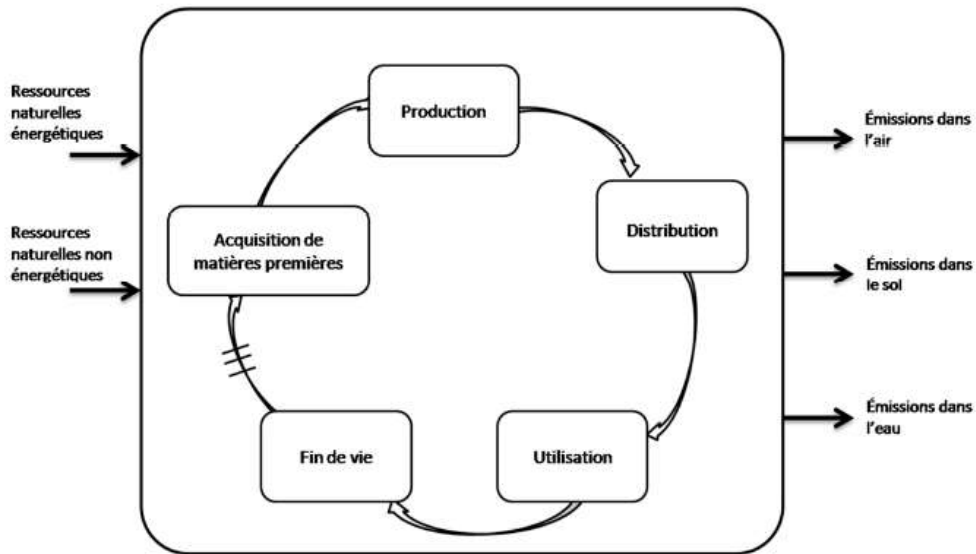 Ressources
naturelles
énergétiques
Ressources
naturelles non
énergétiques
Production
Acquisition de
matières premières
Distribution
Fin de vie
Utilisation
Émissions dans
l'air
Émissions dans
le sol
Émissions dans
l'eau